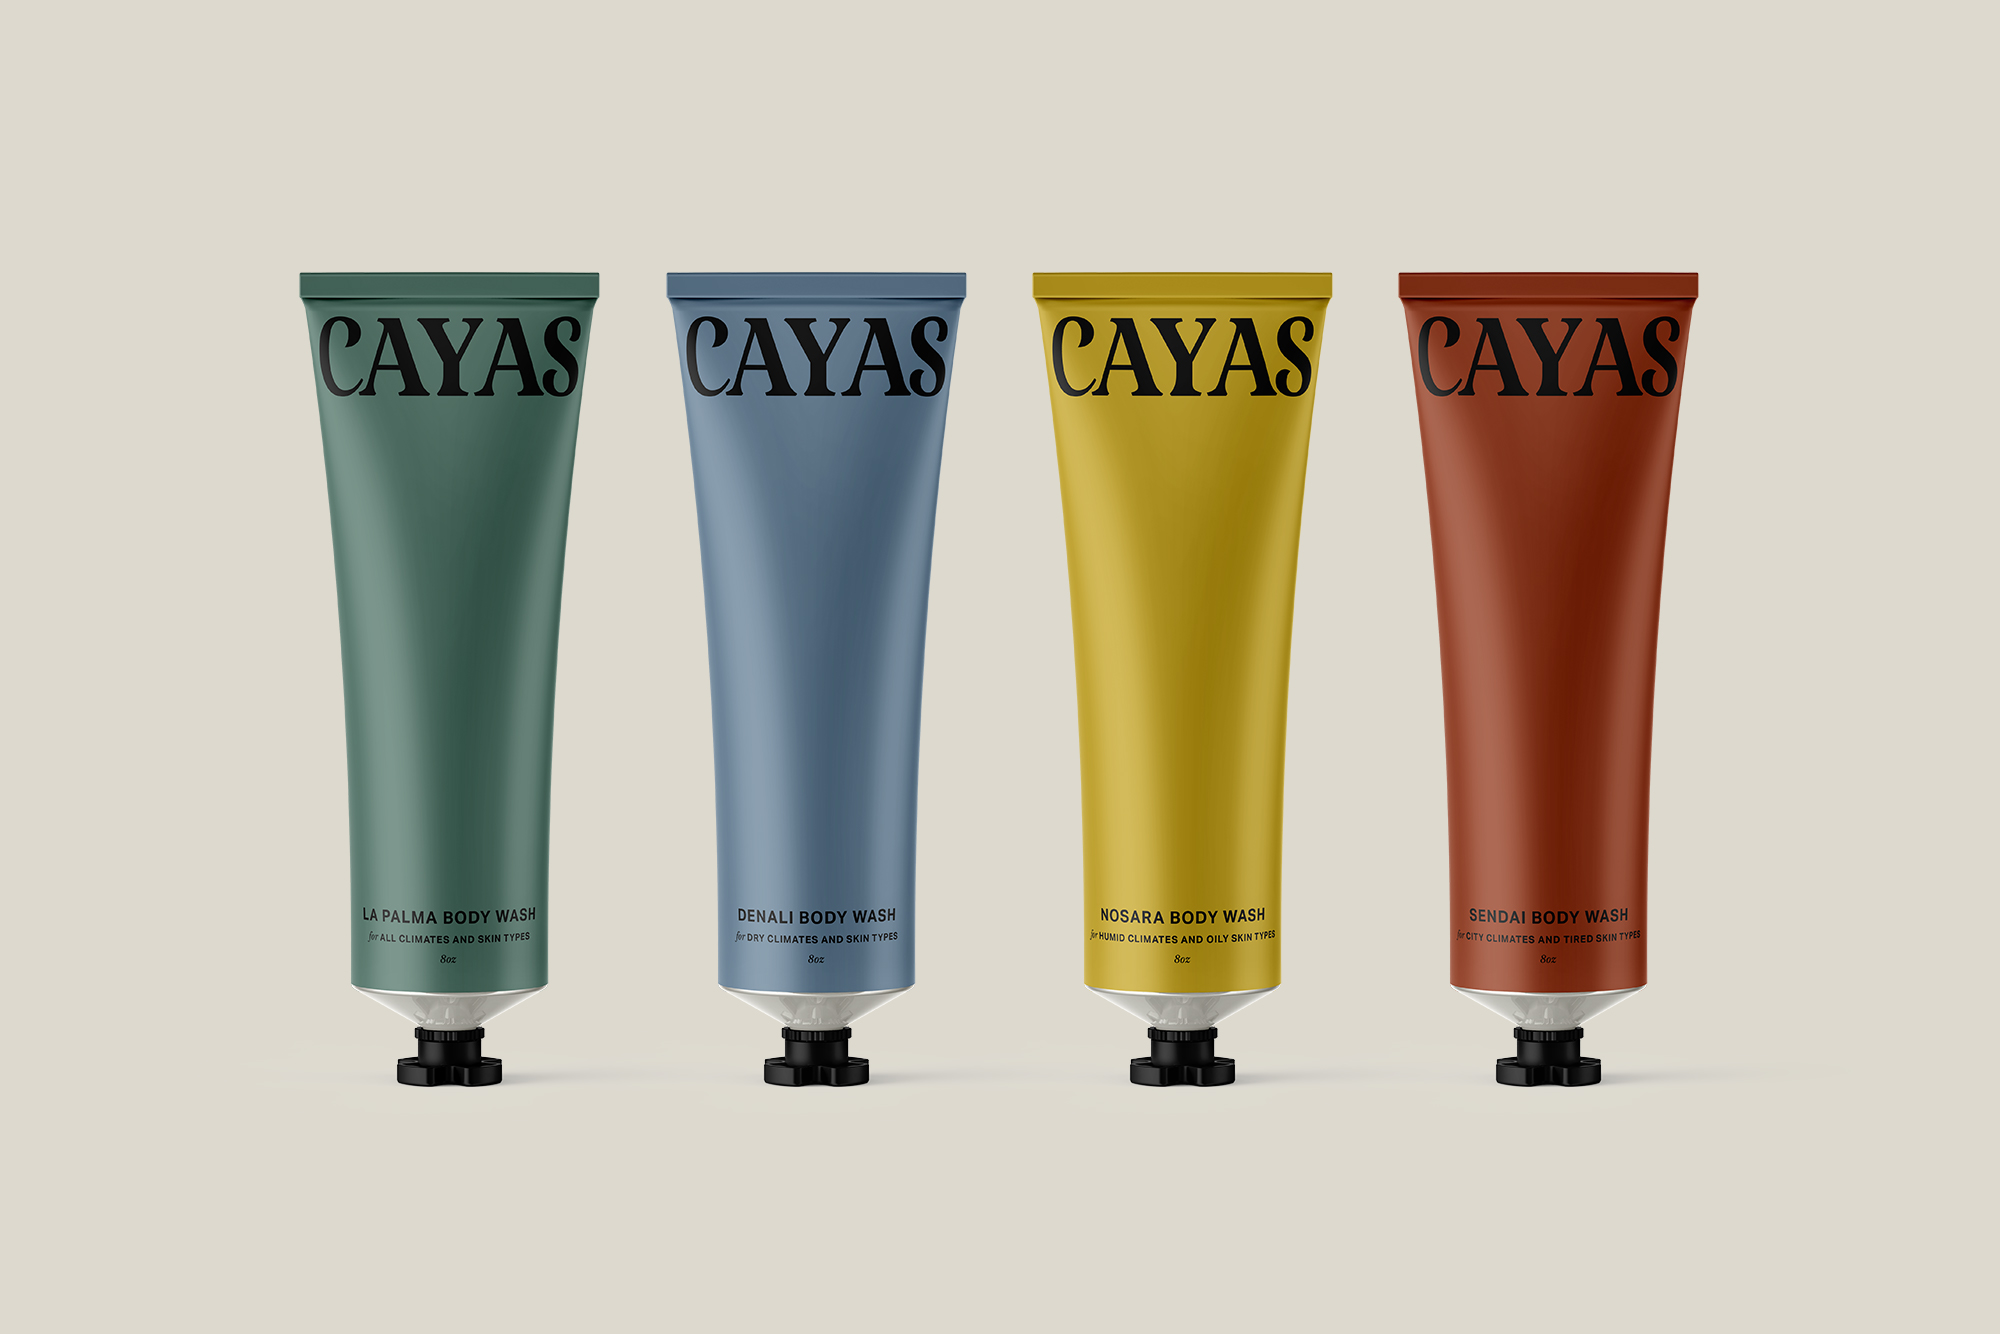 CAYAS
LA PALMA BODY WASH
for ALL CLIMATES AND SKIN TYPES
8oz
CAYAS
DENALI BODY WASH
for DRY CLIMATES AND SKIN TYPES
8oz
CAYAS
NOSARA BODY WASH
for HUMID CLIMATES AND OILY SKIN TYPES
8oz
CAYAS
SENDAI BODY WASH
for CITY CLIMATES AND TIRED SKIN TYPES
8oz